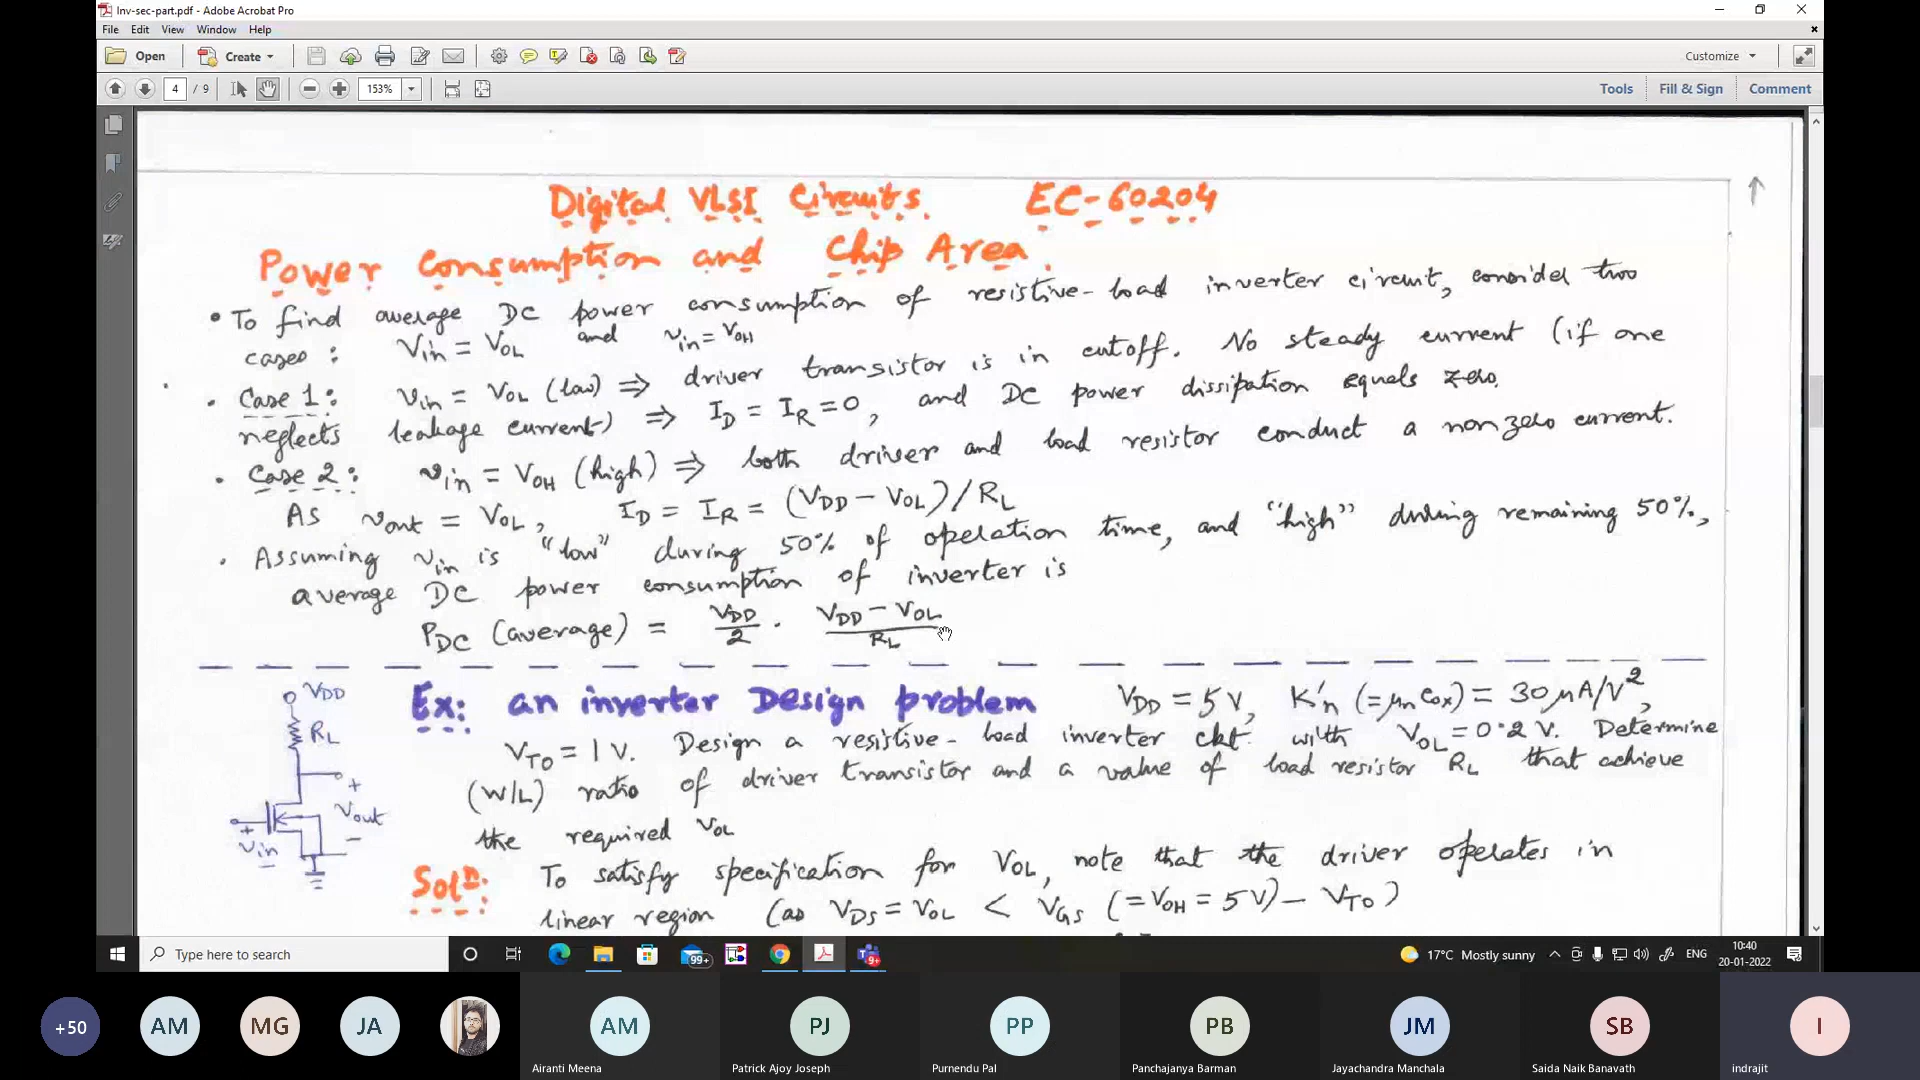 Inv-sec-part.pdf - Adobe Acrobat Pro
File Edit View Window Help
Open Create Customize
4 / 9 153% Tools Fill & Sign Comment
Digital VLSI Circuits. EC-60204
Power Consumption and Chip Area.
• To find average DC power consumption of resistive-load inverter circuit, consider two
cases: Vin = VOL and vin = VOH
• Case 1: vin = VOL (low) ⇒ driver transistor is in cutoff. No steady current (if one
neglects leakage current) ⇒ ID = IR = 0, and DC power dissipation equals zero.
• Case 2: vin = VOH (high) ⇒ both driver and load resistor conduct a nonzero current.
As vout = VOL, ID = IR = (VDD − VOL) / RL
• Assuming vin is "low" during 50% of operation time, and "high" during remaining 50%,
average DC power consumption of inverter is
PDC (average) = VDD/2 · (VDD − VOL)/RL
Ex: an inverter Design problem VDD = 5 V, K'n (= μn Cox) = 30 μA/V²,
VTO = 1 V. Design a resistive-load inverter ckt. with VOL = 0.2 V. Determine
(W/L) ratio of driver transistor and a value of load resistor RL that achieve
the required VOL
VDD
RL
+
Vout
−
+
Vin
−
Solⁿ: To satisfy specification for VOL, note that the driver operates in
linear region (as VDS = VOL < VGS (= VOH = 5 V) − VTO)
Type here to search 99+ 9+ 17°C Mostly sunny ENG 10:40
20-01-2022
+50 AM MG JA AM PJ PP PB JM SB I
Airanti Meena Patrick Ajoy Joseph Purnendu Pal Panchajanya Barman Jayachandra Manchala Saida Naik Banavath indrajit